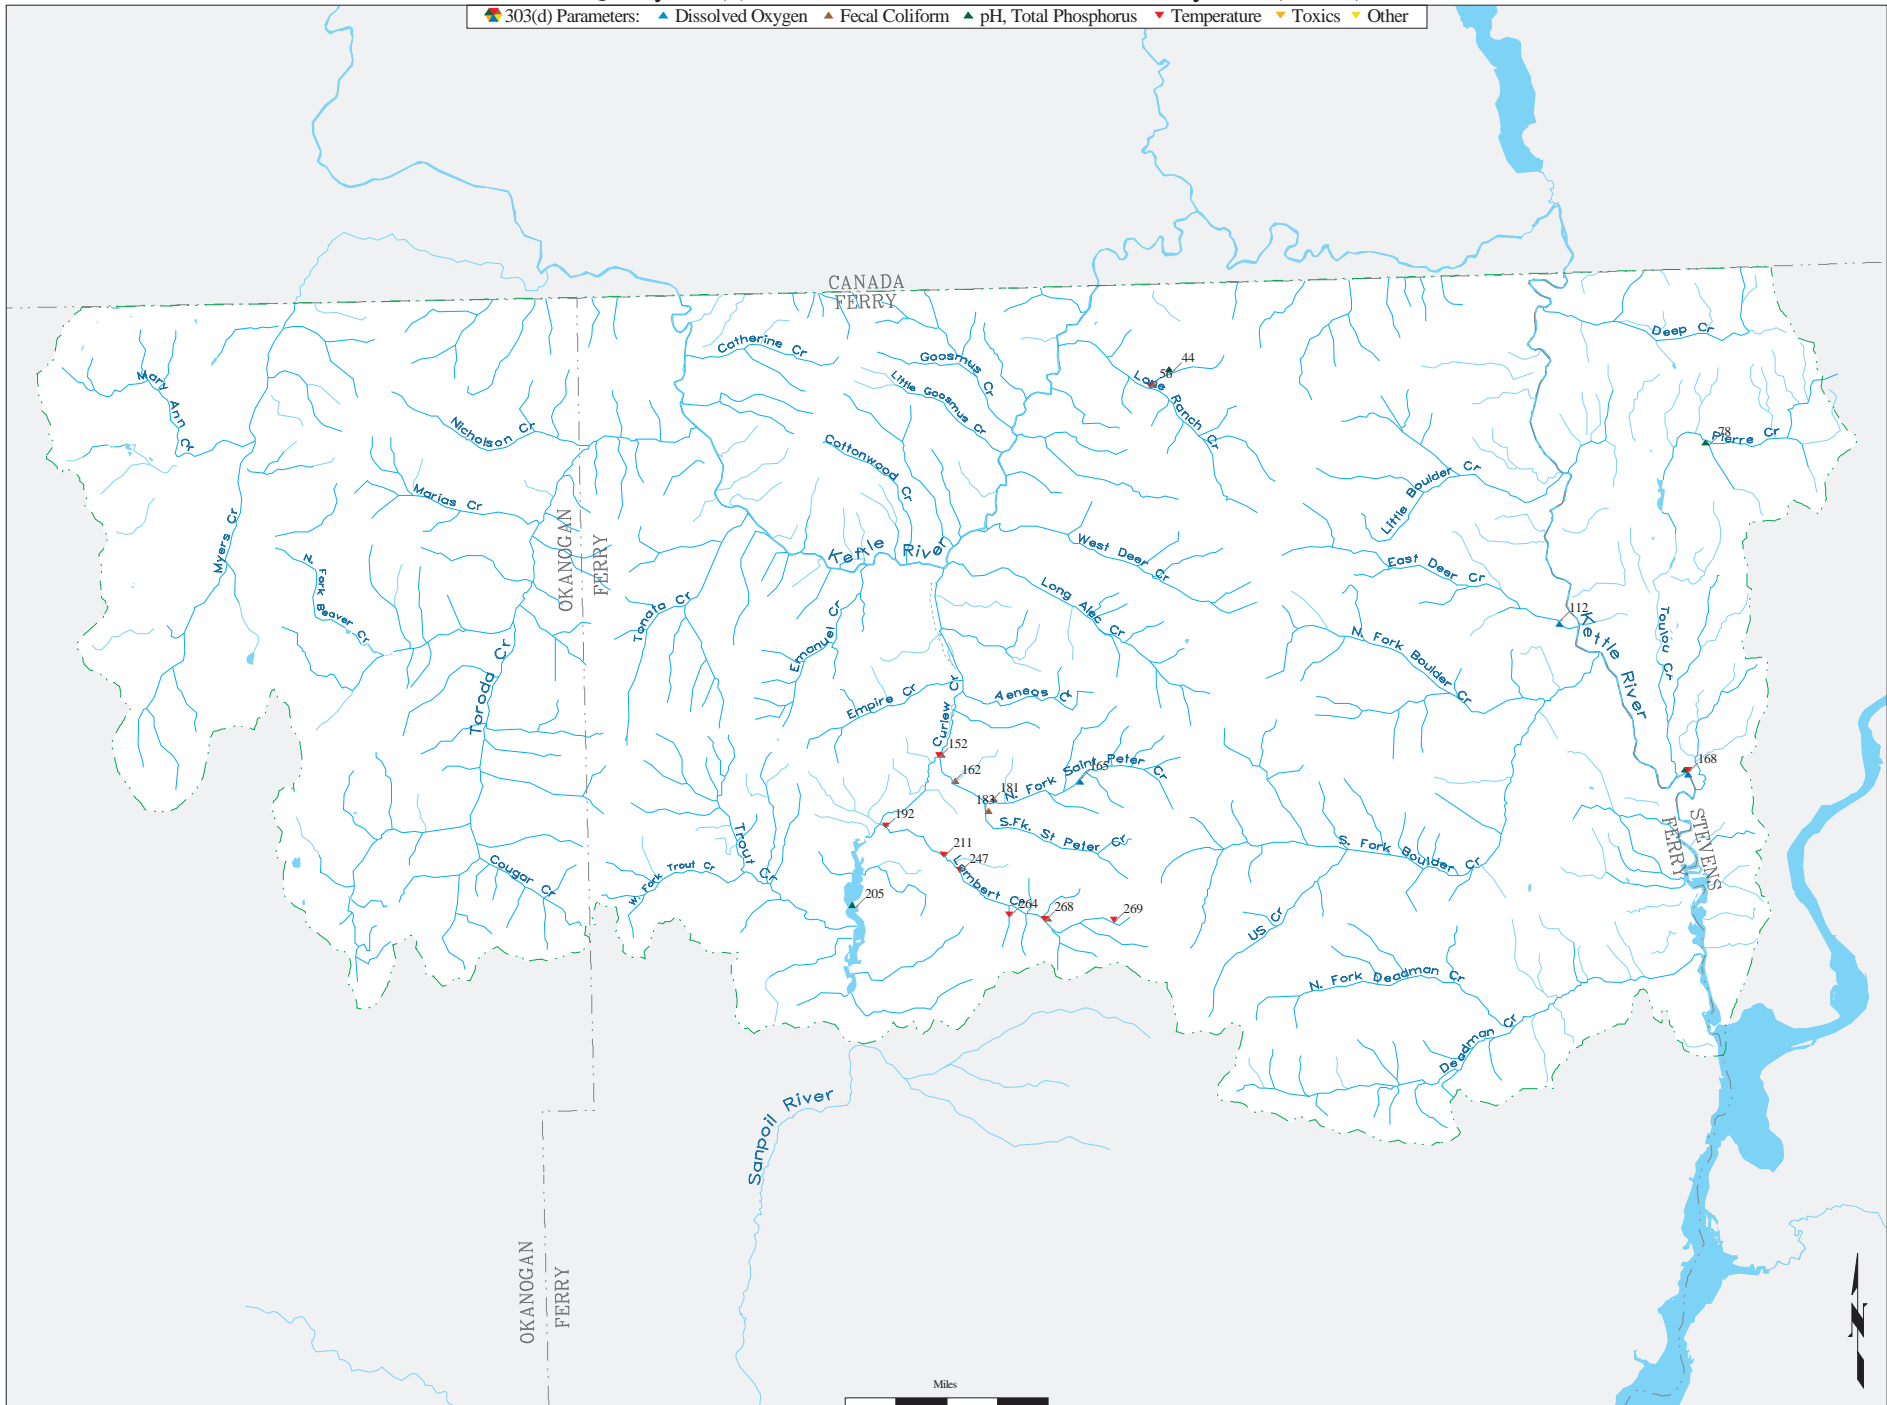 303(d) Parameters: Dissolved Oxygen Fecal Coliform pH, Total Phosphorus Temperature Toxics Other
CANADA
FERRY
Deep Cr
Catherine Cr
Goosmus Cr
Little Goosmus Cr
44
56
Lane Ranch Cr
Mary Ann Cr
Nicholson Cr
78
Pierre Cr
Cottonwood Cr
Little Boulder Cr
Marias Cr
Myers Cr
OKANOGAN
FERRY
Kettle River
West Deer Cr
East Deer Cr
N. Fork Beaver Cr
Long Alec Cr
Tonata Cr
Emanuel Cr
112
Kettle River
Toulou Cr
N. Fork Boulder Cr
Toroda Cr
Empire Cr
Aeneas Cr
Curlew Cr
152
162
N. Fork Saint Peter Cr
165
168
181
183
192
S.Fk. St Peter Cr
STEVENS
FERRY
Trout Cr
211
247
Lambert Cr
S. Fork Boulder Cr
Cougar Cr
W. Fork Trout Cr
205
264
268
269
US Cr
N. Fork Deadman Cr
Deadman Cr
Sanpoil River
OKANOGAN
FERRY
N
Miles